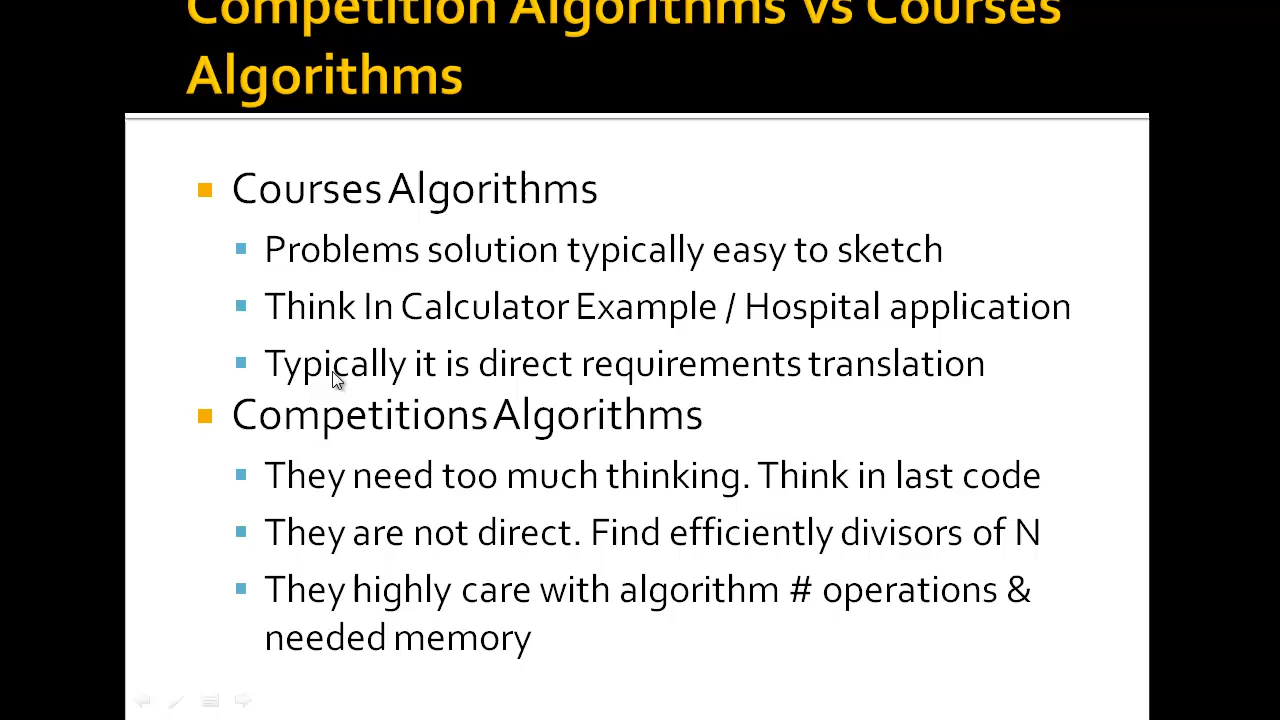 Competition Algorithms Vs Courses
Algorithms
Courses Algorithms
Problems solution typically easy to sketch
Think In Calculator Example / Hospital application
Typically it is direct requirements translation
Competitions Algorithms
They need too much thinking. Think in last code
They are not direct. Find efficiently divisors of N
They highly care with algorithm # operations &
needed memory